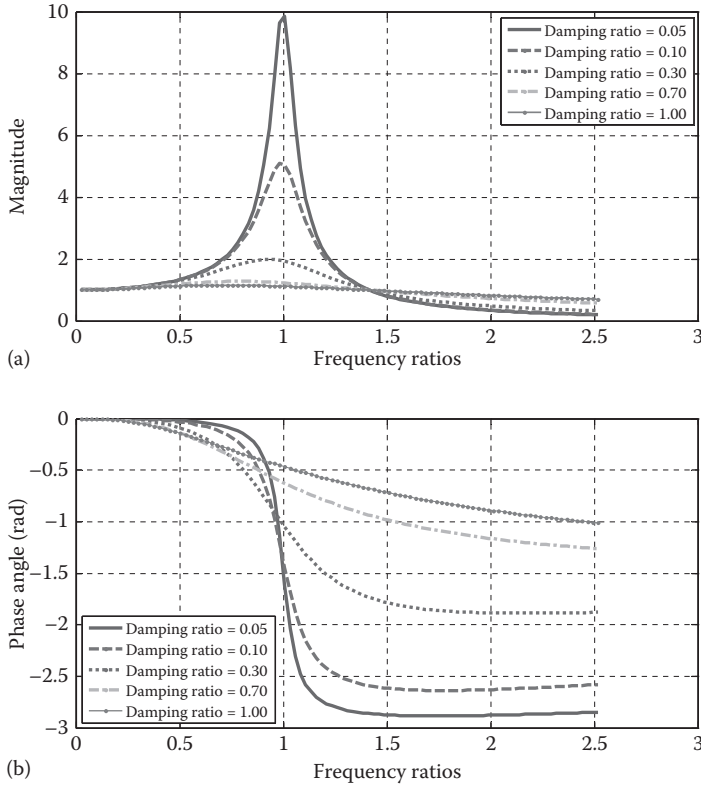 10
8
6
4
2
0
Magnitude
Damping ratio = 0.05
Damping ratio = 0.10
Damping ratio = 0.30
Damping ratio = 0.70
Damping ratio = 1.00
0 0.5 1 1.5 2 2.5 3
(a)
Frequency ratios
0
−0.5
−1
−1.5
−2
−2.5
−3
Phase angle (rad)
Damping ratio = 0.05
Damping ratio = 0.10
Damping ratio = 0.30
Damping ratio = 0.70
Damping ratio = 1.00
0 0.5 1 1.5 2 2.5 3
(b)
Frequency ratios